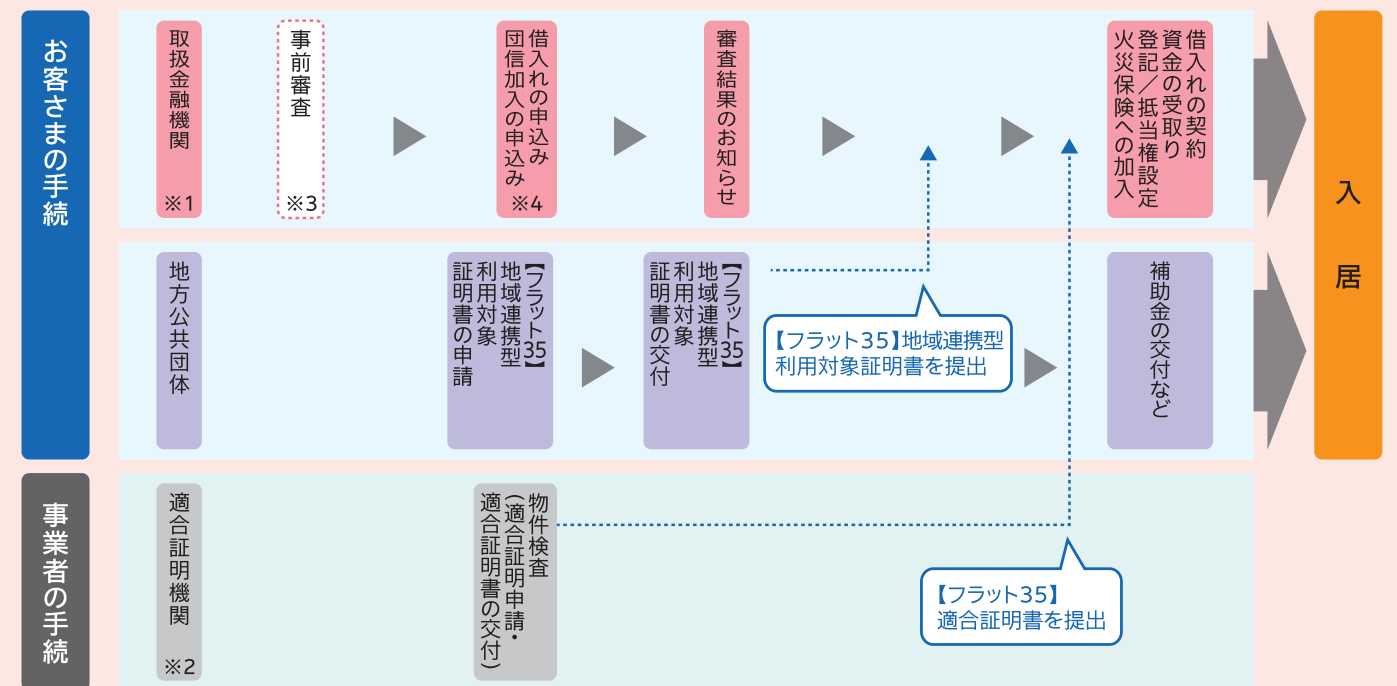 お客さまの手続
取扱金融機関
※1
事前審査
※3
借入れの申込み
団信加入の申込み
※4
審査結果のお知らせ
借入れの契約
資金の受取り
登記／抵当権設定
火災保険への加入
地方公共団体
【フラット35】
地域連携型
利用対象
証明書の申請
【フラット35】
地域連携型
利用対象
証明書の交付
【フラット35】地域連携型
利用対象証明書を提出
補助金の交付など
入居
事業者の手続
適合証明機関
※2
物件検査
(適合証明申請・
適合証明書の交付)
【フラット35】
適合証明書を提出